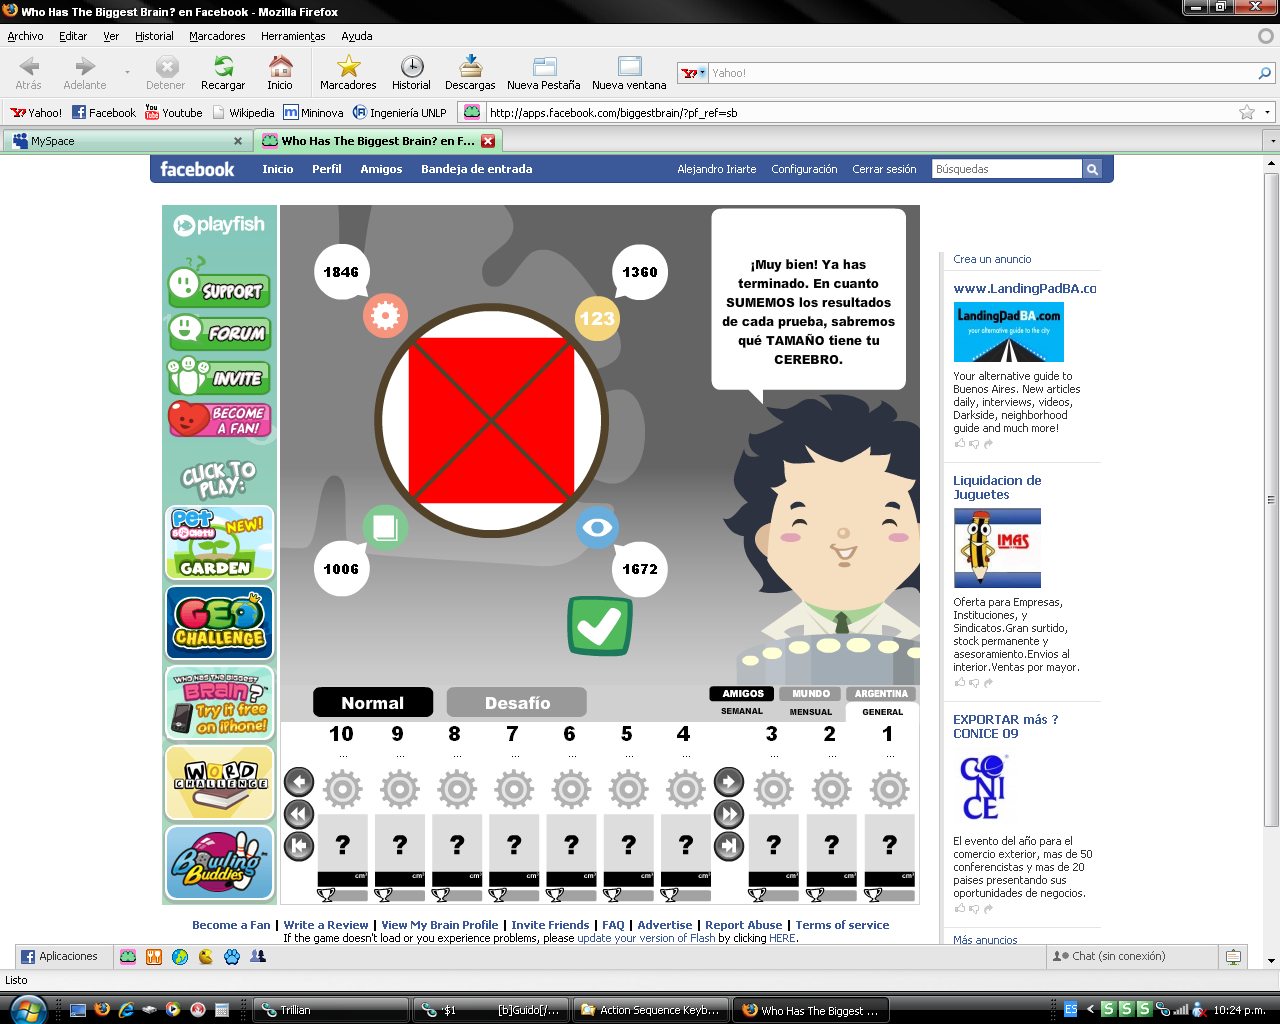 Who Has The Biggest Brain? en Facebook - Mozilla Firefox
Archivo Editar Ver Historial Marcadores Herramientas Ayuda
Atrás Adelante Detener Recargar Inicio Marcadores Historial Descargas Nueva Pestaña Nueva ventana Yahoo!
Yahoo! Facebook Youtube Wikipedia Mininova Ingeniería UNLP http://apps.facebook.com/biggestbrain/?pf_ref=sb
MySpace Who Has The Biggest Brain? en F...
facebook Inicio Perfil Amigos Bandeja de entrada Alejandro Iriarte Configuración Cerrar sesión Búsquedas
playfish
SUPPORT
FORUM
INVITE
BECOME
A FAN!
CLICK TO
PLAY:
Pet
Society
NEW!
GARDEN
GEO
CHALLENGE
WHO HAS THE BIGGEST
BRAIN?
Try it free
on iPhone!
WORD
CHALLENGE
Bowling
Buddies
1846
1360
123
1006
1672
¡Muy bien! Ya has
terminado. En cuanto
SUMEMOS los resultados
de cada prueba, sabremos
qué TAMAÑO tiene tu
CEREBRO.
Normal Desafío
AMIGOS MUNDO ARGENTINA
SEMANAL MENSUAL GENERAL
10 9 8 7 6 5 4 3 2 1
... ... ... ... ... ... ... ... ... ...
? ? ? ? ? ? ? ? ? ?
cm³ cm³ cm³ cm³ cm³ cm³ cm³ cm³ cm³ cm³
Crea un anuncio
www.LandingPadBA.co
LandingPadBA.com
your alternative guide to the city
Your alternative guide to
Buenos Aires. New articles
daily, interviews, videos,
Darkside, neighborhood
guide and much more!
Liquidacion de
Juguetes
IMAS
Oferta para Empresas,
Instituciones, y
Sindicatos.Gran surtido,
stock permanente y
asesoramiento.Envios al
interior.Ventas por mayor.
EXPORTAR más ?
CONICE 09
CONICE
El evento del año para el
comercio exterior, mas de 50
conferencistas y mas de 20
paises presentando sus
oportunidades de negocios.
Más anuncios
Become a Fan | Write a Review | View My Brain Profile | Invite Friends | FAQ | Advertise | Report Abuse | Terms of service
If the game doesn't load or you experience problems, please update your version of Flash by clicking HERE.
Aplicaciones Chat (sin conexión)
Listo
Trillian ·$1 [b]Guido[/... Action Sequence Keyb... Who Has The Biggest ... ES 10:24 p.m.